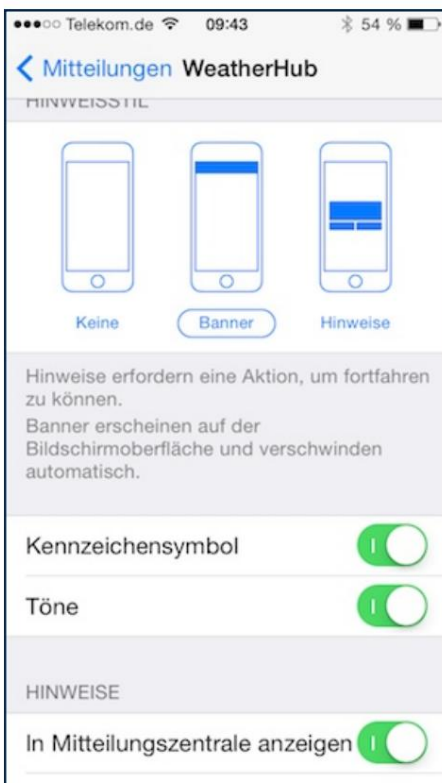 Telekom.de 09:43 54 %
Mitteilungen WeatherHub
HINWEISSTIL
Keine Banner Hinweise
Hinweise erfordern eine Aktion, um fortfahren
zu können.
Banner erscheinen auf der
Bildschirmoberfläche und verschwinden
automatisch.
Kennzeichensymbol
Töne
HINWEISE
In Mitteilungszentrale anzeigen